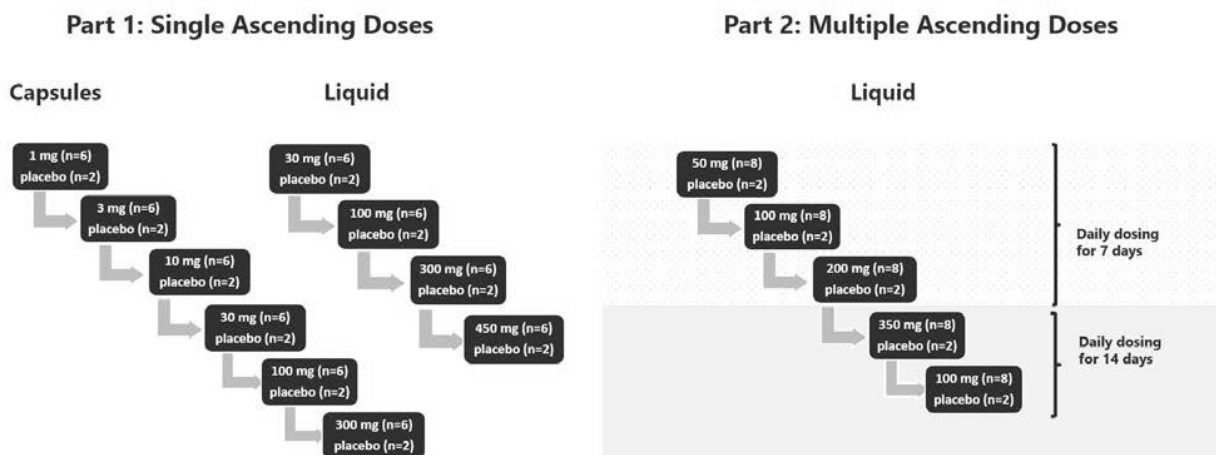 Part 1: Single Ascending Doses
Capsules
1 mg (n=6)
placebo (n=2)
3 mg (n=6)
placebo (n=2)
10 mg (n=6)
placebo (n=2)
30 mg (n=6)
placebo (n=2)
100 mg (n=6)
placebo (n=2)
300 mg (n=6)
placebo (n=2)
Liquid
30 mg (n=6)
placebo (n=2)
100 mg (n=6)
placebo (n=2)
300 mg (n=6)
placebo (n=2)
450 mg (n=6)
placebo (n=2)
Part 2: Multiple Ascending Doses
Liquid
50 mg (n=8)
placebo (n=2)
100 mg (n=8)
placebo (n=2)
200 mg (n=8)
placebo (n=2)
Daily dosing
for 7 days
350 mg (n=8)
placebo (n=2)
100 mg (n=8)
placebo (n=2)
Daily dosing
for 14 days